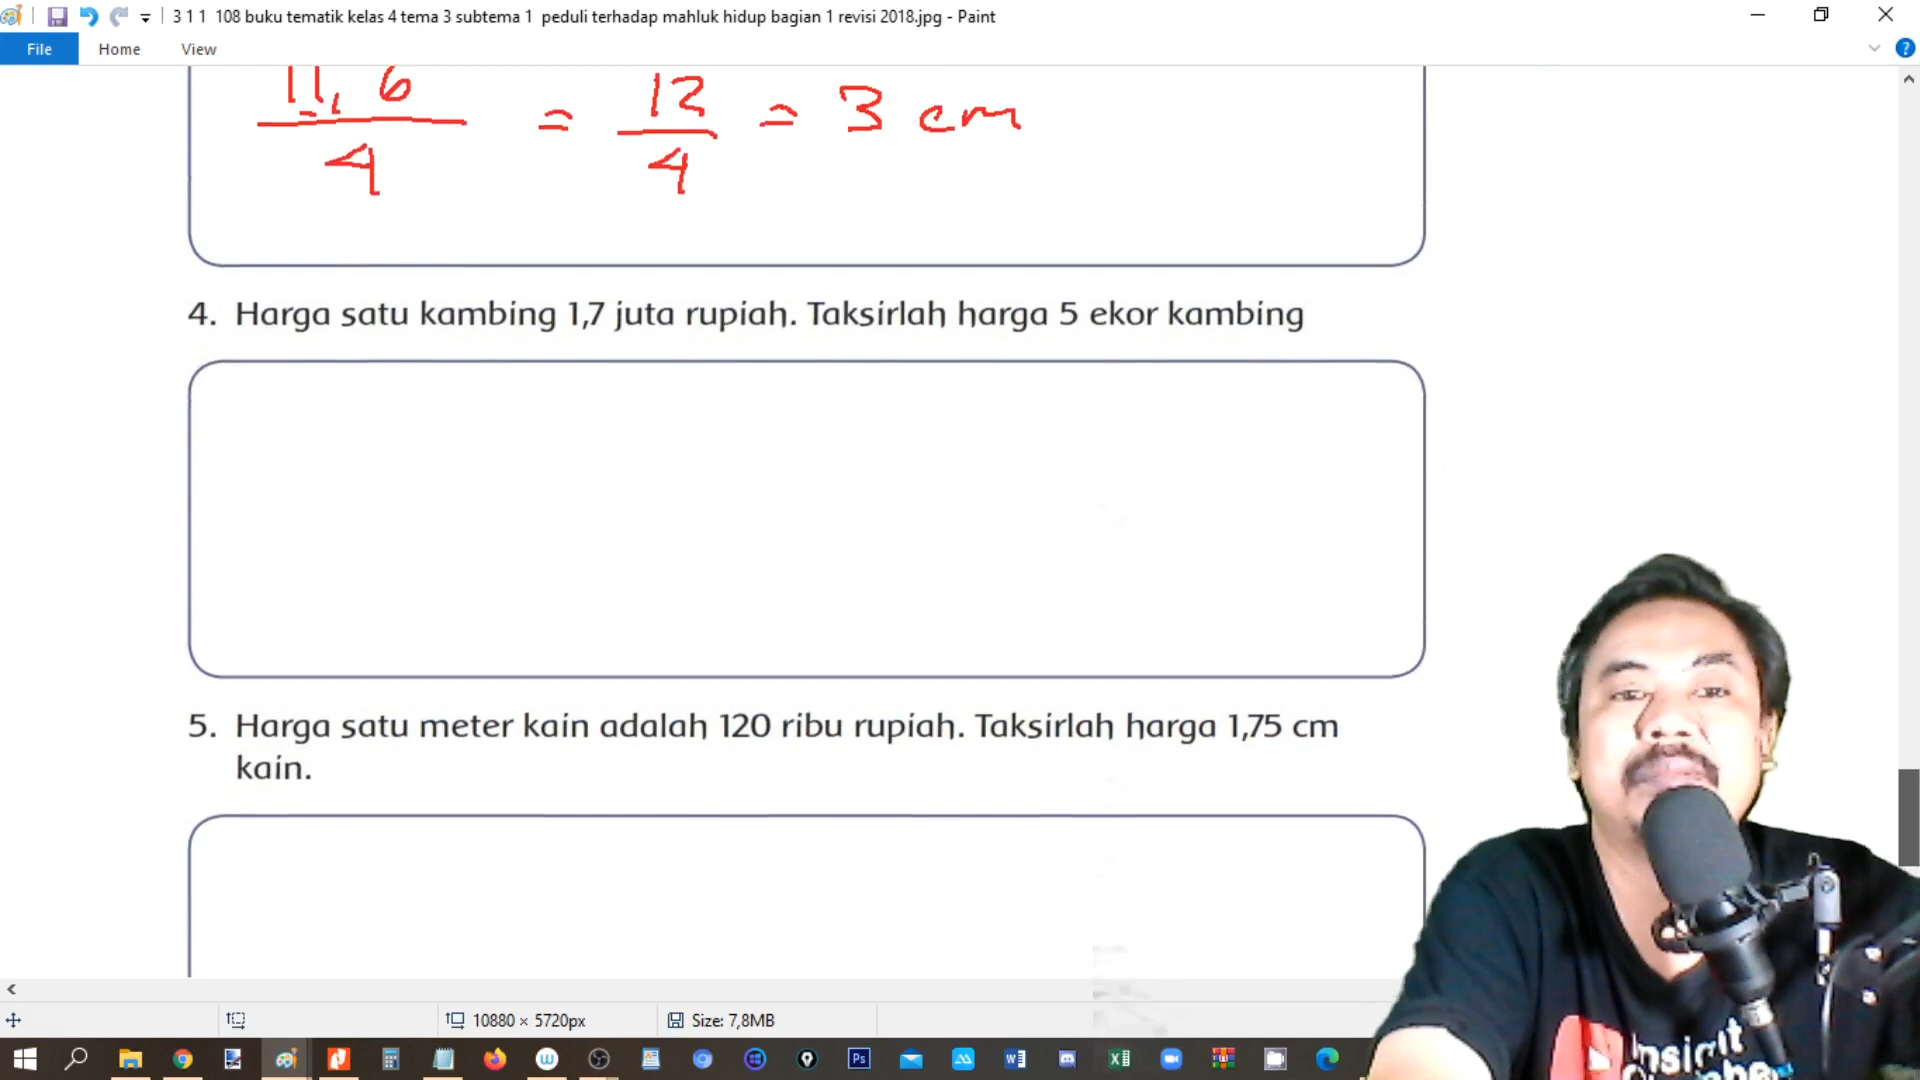 3 1 1 108 buku tematik kelas 4 tema 3 subtema 1 peduli terhadap mahluk hidup bagian 1 revisi 2018.jpg - Paint
File Home View
11,6 / 4 = 12 / 4 = 3 cm
4. Harga satu kambing 1,7 juta rupiah. Taksirlah harga 5 ekor kambing
5. Harga satu meter kain adalah 120 ribu rupiah. Taksirlah harga 1,75 cm
kain.
10880 × 5720px Size: 7,8MB
Insight